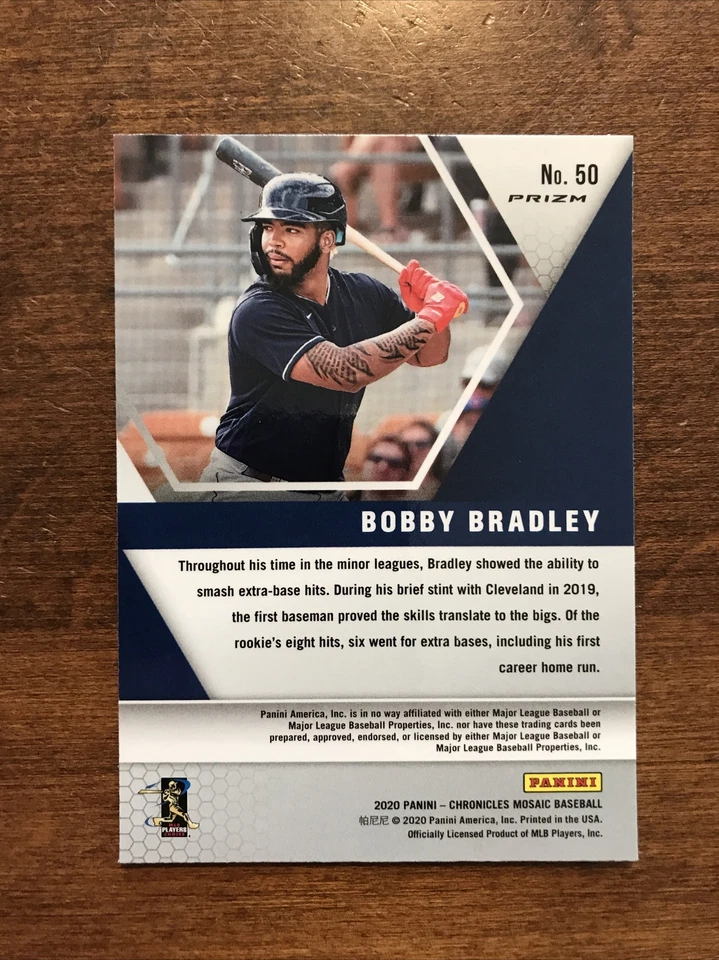 No. 50
PRIZM
BOBBY BRADLEY
Throughout his time in the minor leagues, Bradley showed the ability to
smash extra-base hits. During his brief stint with Cleveland in 2019,
the first baseman proved the skills translate to the bigs. Of the
rookie's eight hits, six went for extra bases, including his first
career home run.
Panini America, Inc. is in no way affiliated with either Major League Baseball or
Major League Baseball Properties, Inc. nor have these trading cards been
prepared, approved, endorsed, or licensed by either Major League Baseball or
Major League Baseball Properties, Inc.
PANINI
2020 PANINI – CHRONICLES MOSAIC BASEBALL
帕尼尼 © 2020 Panini America, Inc. Printed in the USA.
Officially Licensed Product of MLB Players, Inc.
MLB
PLAYERS